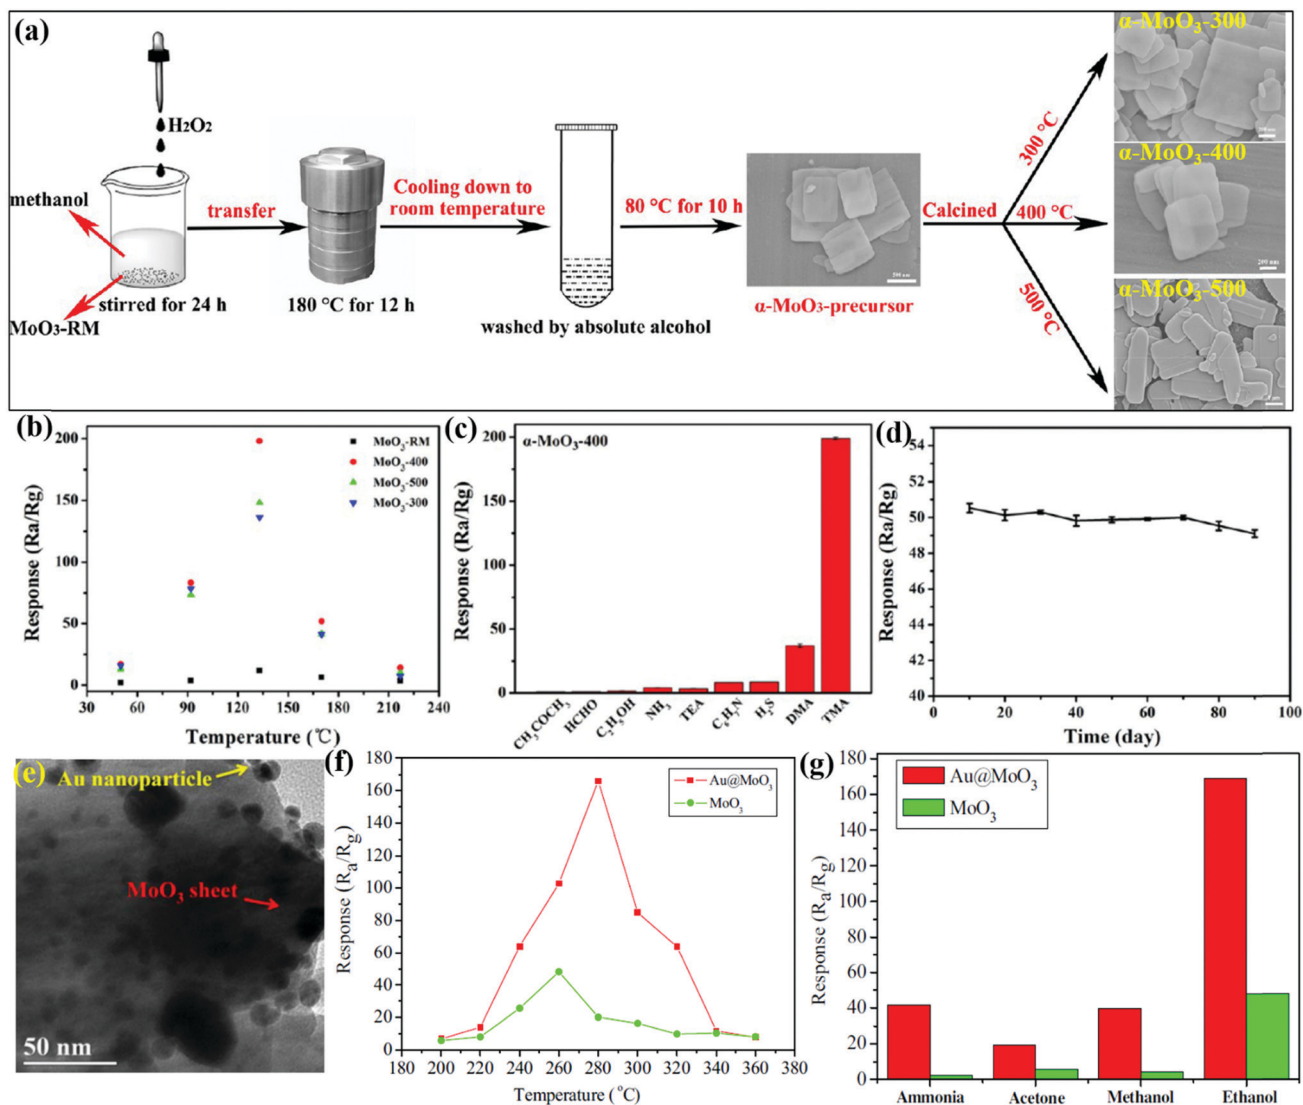 (a)
H2O2
methanol
MoO3-RM
stirred for 24 h
transfer
180 °C for 12 h
Cooling down to
room temperature
washed by absolute alcohol
80 °C for 10 h
500 nm
α-MoO3-precursor
Calcined
300 °C
400 °C
500 °C
α-MoO3-300
α-MoO3-400
200 nm
α-MoO3-500
(b)
Response (Ra/Rg)
200
150
100
50
0
30 60 90 120 150 180 210 240
Temperature (℃)
MoO3-RM
MoO3-400
MoO3-500
MoO3-300
(c)
α-MoO3-400
Response (Ra/Rg)
200
150
100
50
0
CH3COCH3
HCHO
C2H5OH
NH3
TEA
C6H7N
H2S
DMA
TMA
(d)
Response (Ra/Rg)
54
52
50
48
46
44
42
40
0 20 40 60 80 100
Time (day)
(e)
Au nanoparticle
MoO3 sheet
50 nm
(f)
Response (Ra/Rg)
180
160
140
120
100
80
60
40
20
0
180 200 220 240 260 280 300 320 340 360 380
Temperature (°C)
Au@MoO3
MoO3
(g)
Response (Ra/Rg)
180
160
140
120
100
80
60
40
20
0
Au@MoO3
MoO3
Ammonia Acetone Methanol Ethanol